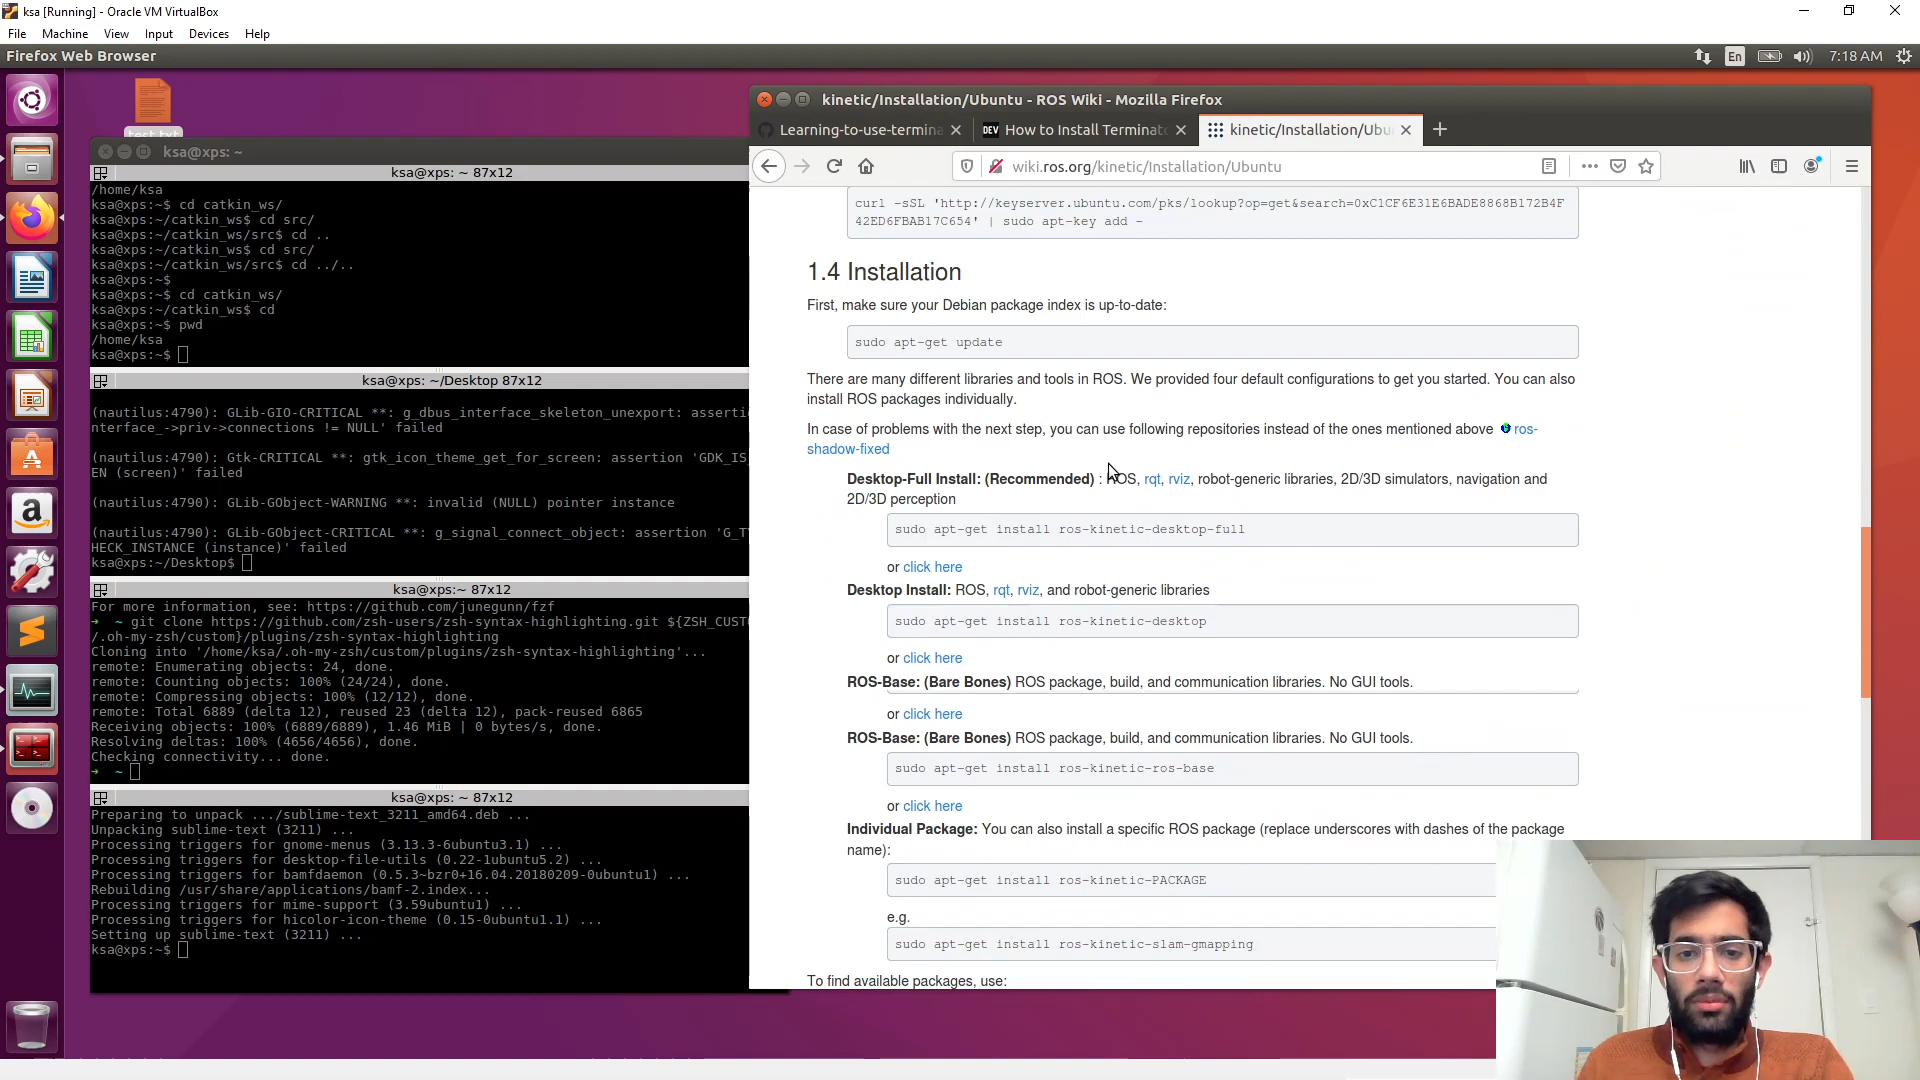 ksa [Running] - Oracle VM VirtualBox
File Machine View Input Devices Help
Firefox Web Browser
En
7:18 AM
test.txt
ksa@xps: ~
ksa@xps: ~ 87x12
/home/ksa
ksa@xps:~$ cd catkin_ws/
ksa@xps:~/catkin_ws$ cd src/
ksa@xps:~/catkin_ws/src$ cd ..
ksa@xps:~/catkin_ws$ cd src/
ksa@xps:~/catkin_ws/src$ cd ../..
ksa@xps:~$
ksa@xps:~$ cd catkin_ws/
ksa@xps:~/catkin_ws$ cd
ksa@xps:~$ pwd
/home/ksa
ksa@xps:~$
ksa@xps: ~/Desktop 87x12
(nautilus:4790): GLib-GIO-CRITICAL **: g_dbus_interface_skeleton_unexport: asserti
nterface_->priv->connections != NULL' failed
(nautilus:4790): Gtk-CRITICAL **: gtk_icon_theme_get_for_screen: assertion 'GDK_IS_
EN (screen)' failed
(nautilus:4790): GLib-GObject-WARNING **: invalid (NULL) pointer instance
(nautilus:4790): GLib-GObject-CRITICAL **: g_signal_connect_object: assertion 'G_T
HECK_INSTANCE (instance)' failed
ksa@xps:~/Desktop$
ksa@xps:~ 87x12
For more information, see: https://github.com/junegunn/fzf
➜ ~ git clone https://github.com/zsh-users/zsh-syntax-highlighting.git ${ZSH_CUST
/.oh-my-zsh/custom}/plugins/zsh-syntax-highlighting
Cloning into '/home/ksa/.oh-my-zsh/custom/plugins/zsh-syntax-highlighting'...
remote: Enumerating objects: 24, done.
remote: Counting objects: 100% (24/24), done.
remote: Compressing objects: 100% (12/12), done.
remote: Total 6889 (delta 12), reused 23 (delta 12), pack-reused 6865
Receiving objects: 100% (6889/6889), 1.46 MiB | 0 bytes/s, done.
Resolving deltas: 100% (4656/4656), done.
Checking connectivity... done.
➜ ~
ksa@xps: ~ 87x12
Preparing to unpack .../sublime-text_3211_amd64.deb ...
Unpacking sublime-text (3211) ...
Processing triggers for gnome-menus (3.13.3-6ubuntu3.1) ...
Processing triggers for desktop-file-utils (0.22-1ubuntu5.2) ...
Processing triggers for bamfdaemon (0.5.3~bzr0+16.04.20180209-0ubuntu1) ...
Rebuilding /usr/share/applications/bamf-2.index...
Processing triggers for mime-support (3.59ubuntu1) ...
Processing triggers for hicolor-icon-theme (0.15-0ubuntu1.1) ...
Setting up sublime-text (3211) ...
ksa@xps:~$
kinetic/Installation/Ubuntu - ROS Wiki - Mozilla Firefox
Learning-to-use-termina
DEV How to Install Terminat
kinetic/Installation/Ubu
wiki.ros.org/kinetic/Installation/Ubuntu
curl -sSL 'http://keyserver.ubuntu.com/pks/lookup?op=get&search=0xC1CF6E31E6BADE8868B172B4F
42ED6FBAB17C654' | sudo apt-key add -
1.4 Installation
First, make sure your Debian package index is up-to-date:
sudo apt-get update
There are many different libraries and tools in ROS. We provided four default configurations to get you started. You can also
install ROS packages individually.
In case of problems with the next step, you can use following repositories instead of the ones mentioned above ros-
shadow-fixed
Desktop-Full Install: (Recommended) : ROS, rqt, rviz, robot-generic libraries, 2D/3D simulators, navigation and
2D/3D perception
sudo apt-get install ros-kinetic-desktop-full
or click here
Desktop Install: ROS, rqt, rviz, and robot-generic libraries
sudo apt-get install ros-kinetic-desktop
or click here
ROS-Base: (Bare Bones) ROS package, build, and communication libraries. No GUI tools.
or click here
ROS-Base: (Bare Bones) ROS package, build, and communication libraries. No GUI tools.
sudo apt-get install ros-kinetic-ros-base
or click here
Individual Package: You can also install a specific ROS package (replace underscores with dashes of the package
name):
sudo apt-get install ros-kinetic-PACKAGE
e.g.
sudo apt-get install ros-kinetic-slam-gmapping
To find available packages, use: